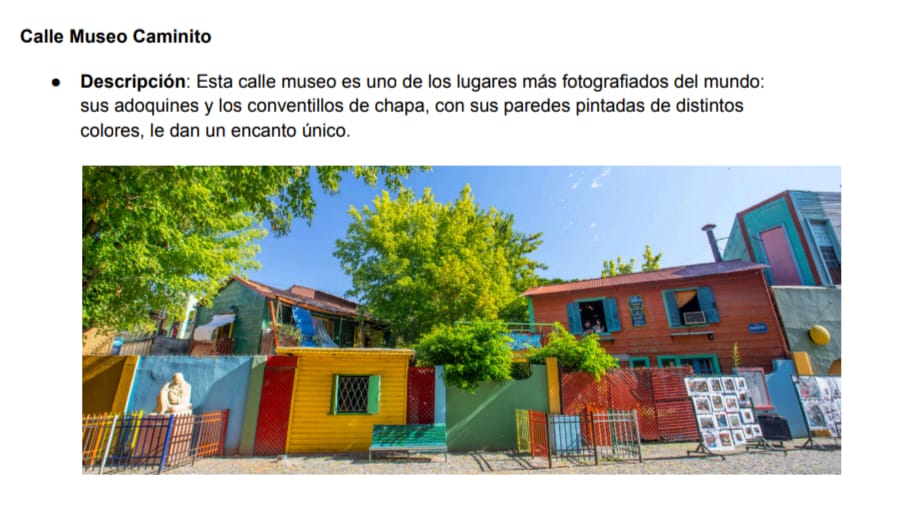 Calle Museo Caminito
● Descripción: Esta calle museo es uno de los lugares más fotografiados del mundo:
sus adoquines y los conventillos de chapa, con sus paredes pintadas de distintos
colores, le dan un encanto único.